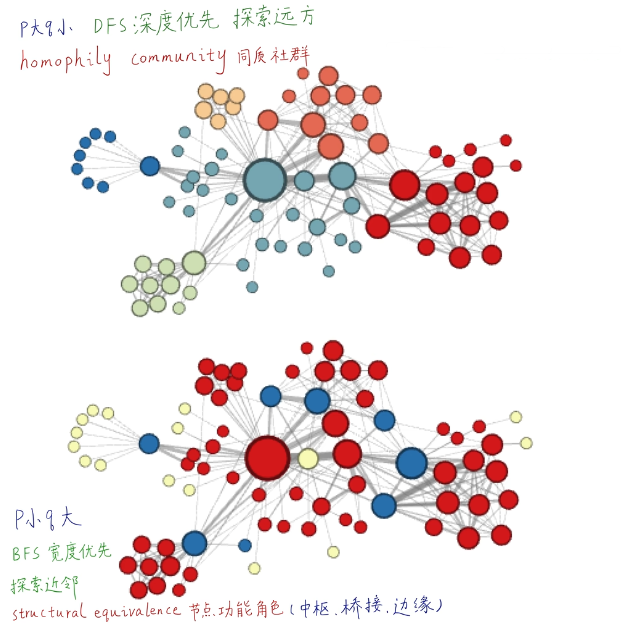 P大q小 DFS深度优先 探索远方
homophily community 同质社群
P小q大
BFS 宽度优先
探索近邻
structural equivalence 节点功能角色(中枢、桥接、边缘)